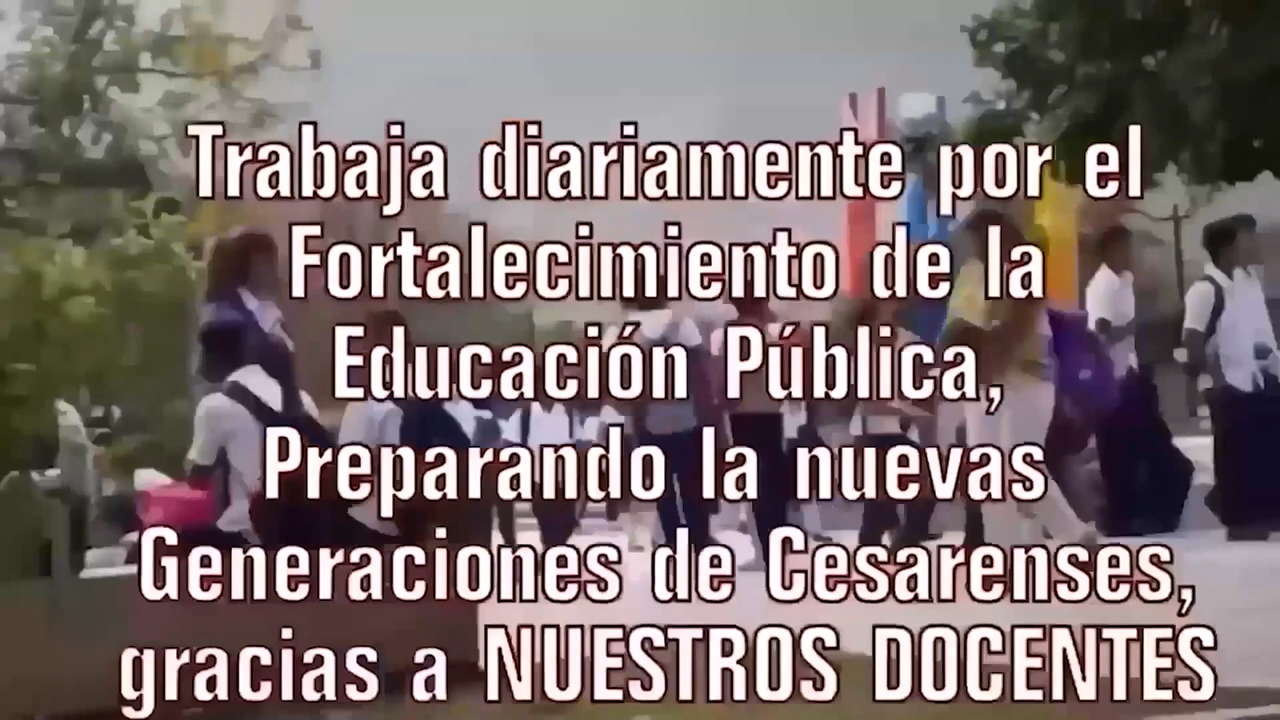 Trabaja diariamente por el
Fortalecimiento de la
Educación Pública,
Preparando la nuevas
Generaciones de Cesarenses,
gracias a NUESTROS DOCENTES